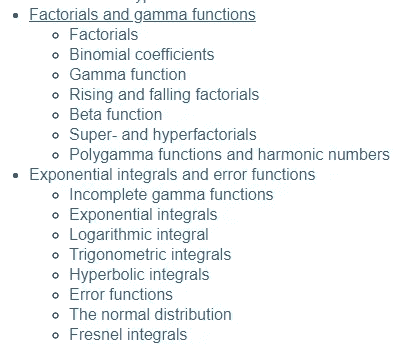 Factorials and gamma functions
Factorials
Binomial coefficients
Gamma function
Rising and falling factorials
Beta function
Super- and hyperfactorials
Polygamma functions and harmonic numbers
Exponential integrals and error functions
Incomplete gamma functions
Exponential integrals
Logarithmic integral
Trigonometric integrals
Hyperbolic integrals
Error functions
The normal distribution
Fresnel integrals